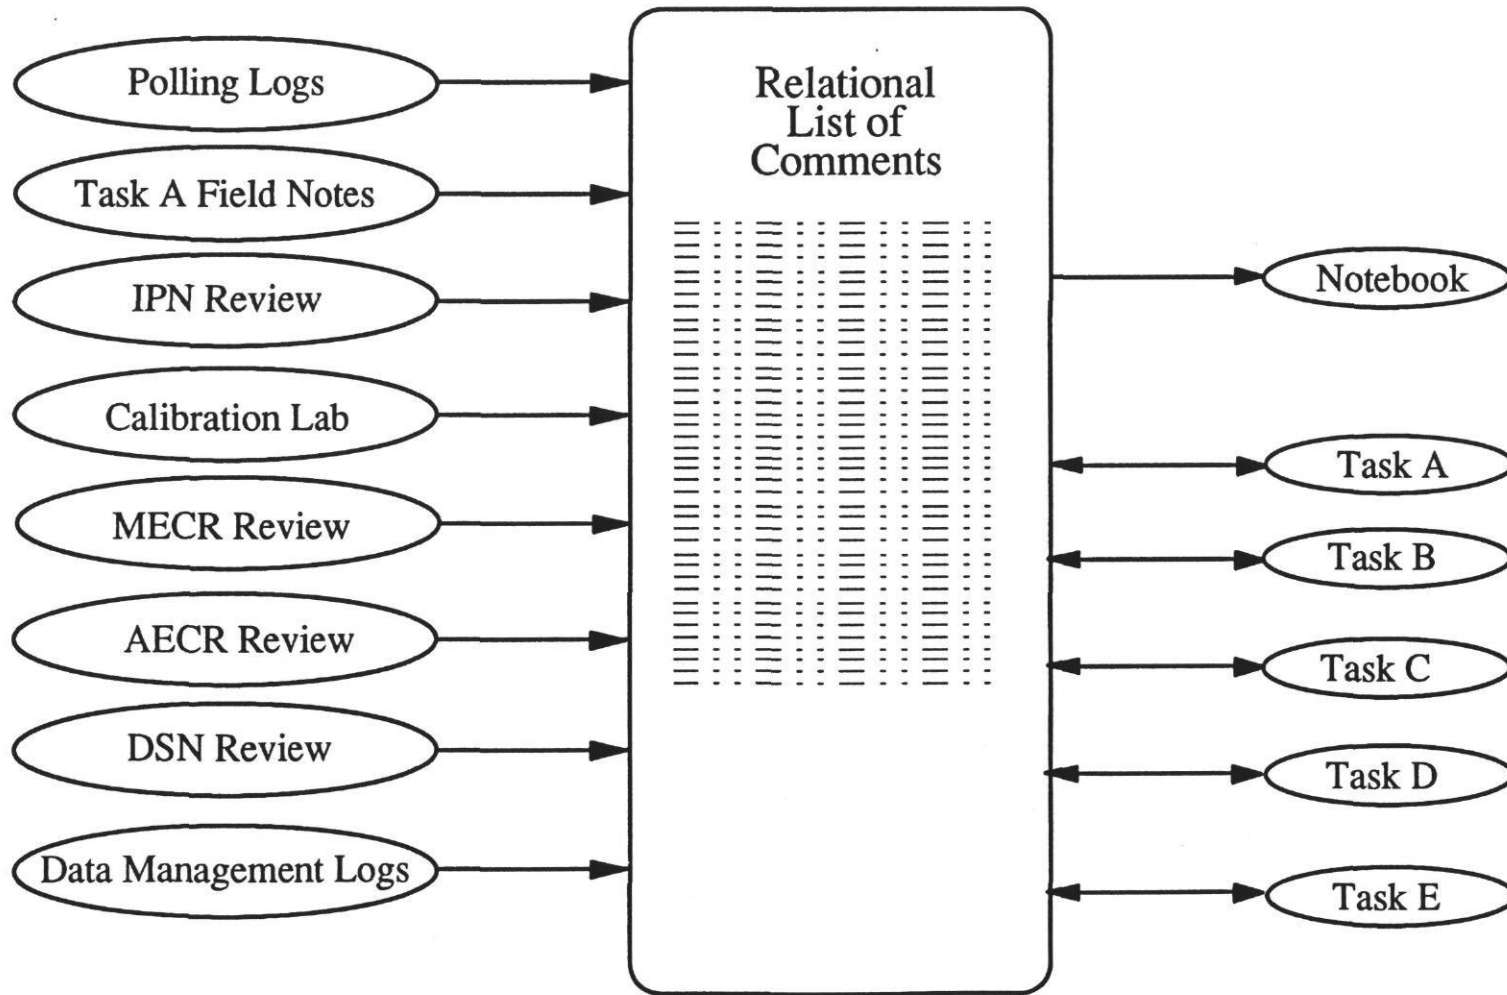 Polling Logs
Task A Field Notes
IPN Review
Calibration Lab
MECR Review
AECR Review
DSN Review
Data Management Logs
Relational
List of
Comments
Notebook
Task A
Task B
Task C
Task D
Task E